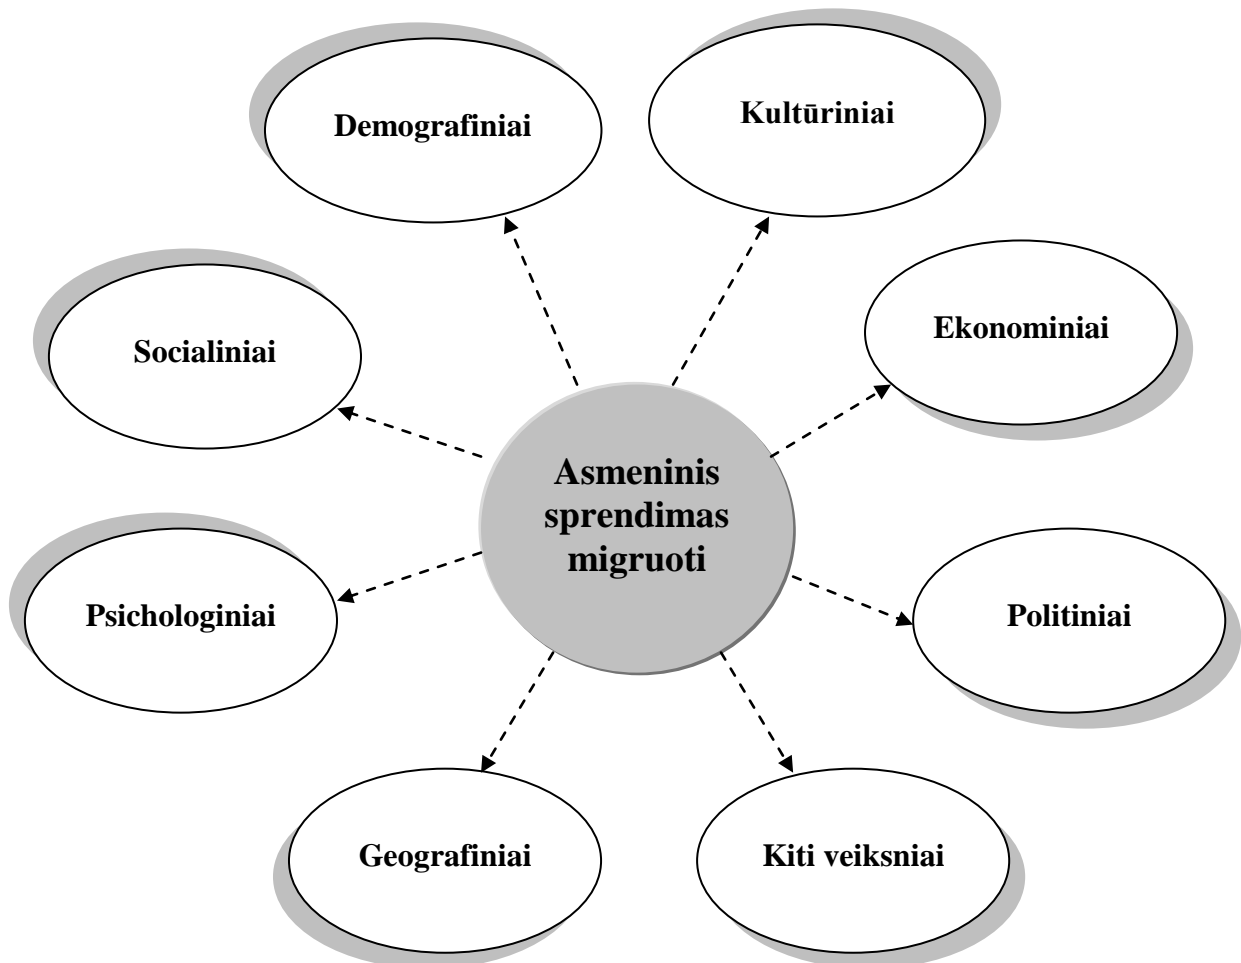 Demografiniai
Kultūriniai
Socialiniai
Ekonominiai
Asmeninis
sprendimas
migruoti
Psichologiniai
Politiniai
Geografiniai
Kiti veiksniai